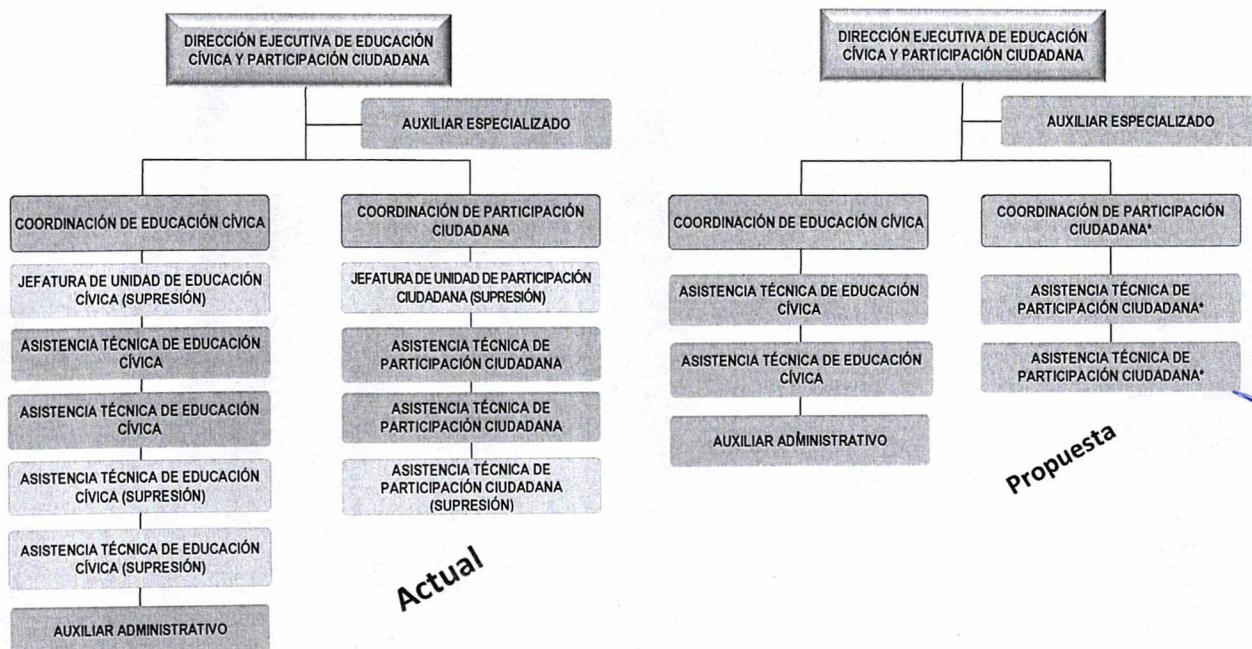 DIRECCIÓN EJECUTIVA DE EDUCACIÓN
CÍVICA Y PARTICIPACIÓN CIUDADANA
AUXILIAR ESPECIALIZADO
COORDINACIÓN DE EDUCACIÓN CÍVICA
JEFATURA DE UNIDAD DE EDUCACIÓN
CÍVICA (SUPRESIÓN)
ASISTENCIA TÉCNICA DE EDUCACIÓN
CÍVICA
ASISTENCIA TÉCNICA DE EDUCACIÓN
CÍVICA
ASISTENCIA TÉCNICA DE EDUCACIÓN
CÍVICA (SUPRESIÓN)
ASISTENCIA TÉCNICA DE EDUCACIÓN
CÍVICA (SUPRESIÓN)
AUXILIAR ADMINISTRATIVO
COORDINACIÓN DE PARTICIPACIÓN
CIUDADANA
JEFATURA DE UNIDAD DE PARTICIPACIÓN
CIUDADANA (SUPRESIÓN)
ASISTENCIA TÉCNICA DE
PARTICIPACIÓN CIUDADANA
ASISTENCIA TÉCNICA DE
PARTICIPACIÓN CIUDADANA
ASISTENCIA TÉCNICA DE
PARTICIPACIÓN CIUDADANA
(SUPRESIÓN)
Actual
DIRECCIÓN EJECUTIVA DE EDUCACIÓN
CÍVICA Y PARTICIPACIÓN CIUDADANA
AUXILIAR ESPECIALIZADO
COORDINACIÓN DE EDUCACIÓN CÍVICA
ASISTENCIA TÉCNICA DE EDUCACIÓN
CÍVICA
ASISTENCIA TÉCNICA DE EDUCACIÓN
CÍVICA
AUXILIAR ADMINISTRATIVO
COORDINACIÓN DE PARTICIPACIÓN
CIUDADANA*
ASISTENCIA TÉCNICA DE
PARTICIPACIÓN CIUDADANA*
ASISTENCIA TÉCNICA DE
PARTICIPACIÓN CIUDADANA*
Propuesta